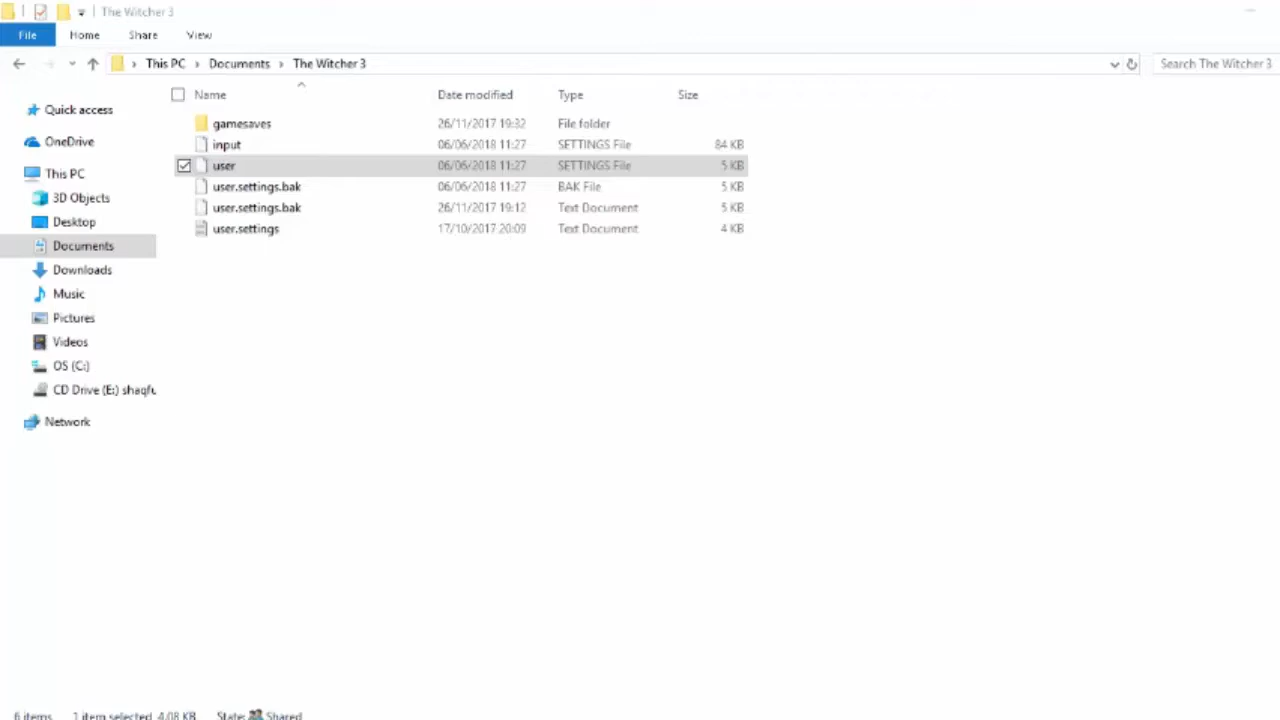 The Witcher 3
File Home Share View
This PC Documents The Witcher 3 Search The Witcher 3
Name Date modified Type Size
Quick access
OneDrive
This PC
3D Objects
Desktop
Documents
Downloads
Music
Pictures
Videos
OS (C:)
CD Drive (E:) shaqfu
Network
gamesaves 26/11/2017 19:32 File folder
input 06/06/2018 11:27 SETTINGS File 84 KB
user 06/06/2018 11:27 SETTINGS File 5 KB
user.settings.bak 06/06/2018 11:27 BAK File 5 KB
user.settings.bak 26/11/2017 19:12 Text Document 5 KB
user.settings 17/10/2017 20:09 Text Document 4 KB
6 items 1 item selected 4.08 KB State: Shared